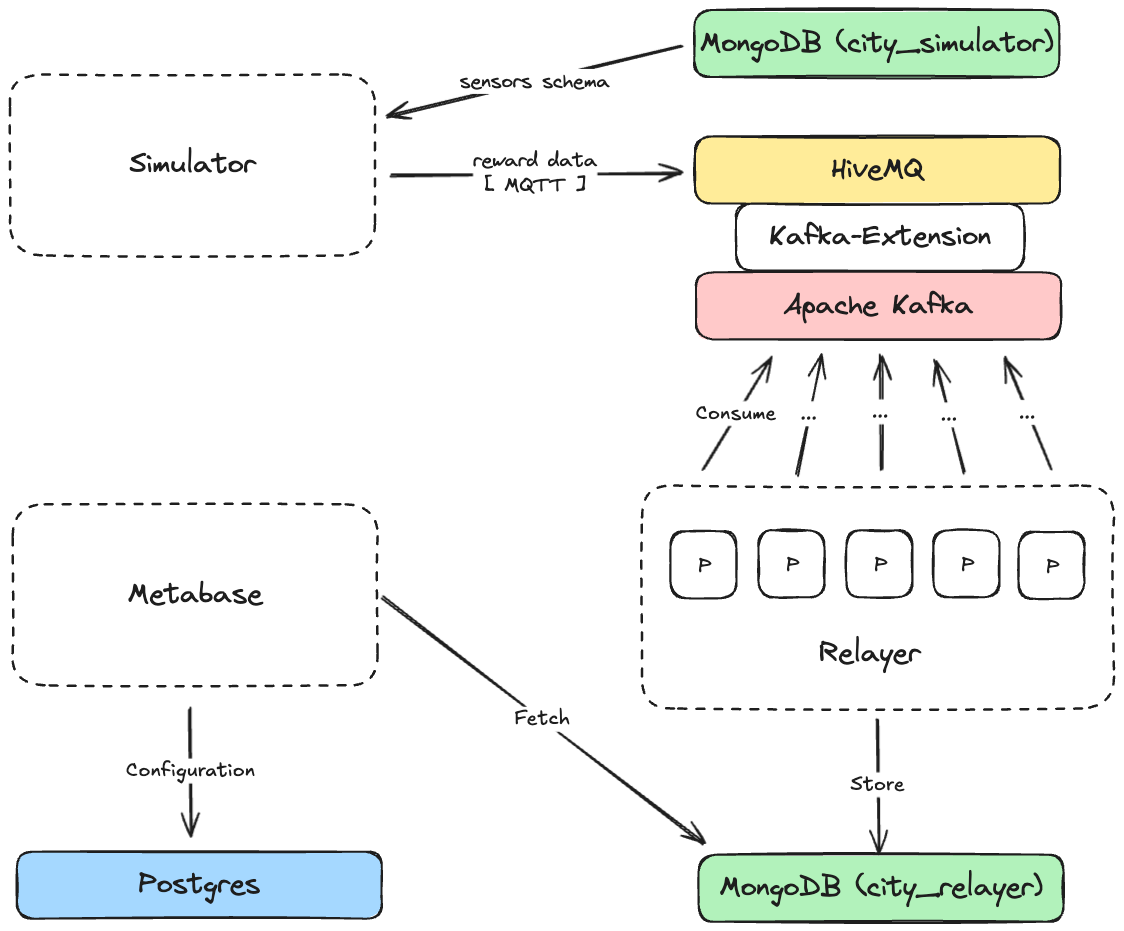 MongoDB (city_simulator)
sensors schema
Simulator
reward data
[ MQTT ]
HiveMQ
Kafka-Extension
Apache Kafka
Consume
...
...
...
...
P
P
P
P
P
Relayer
Metabase
Fetch
Configuration
Store
Postgres
MongoDB (city_relayer)